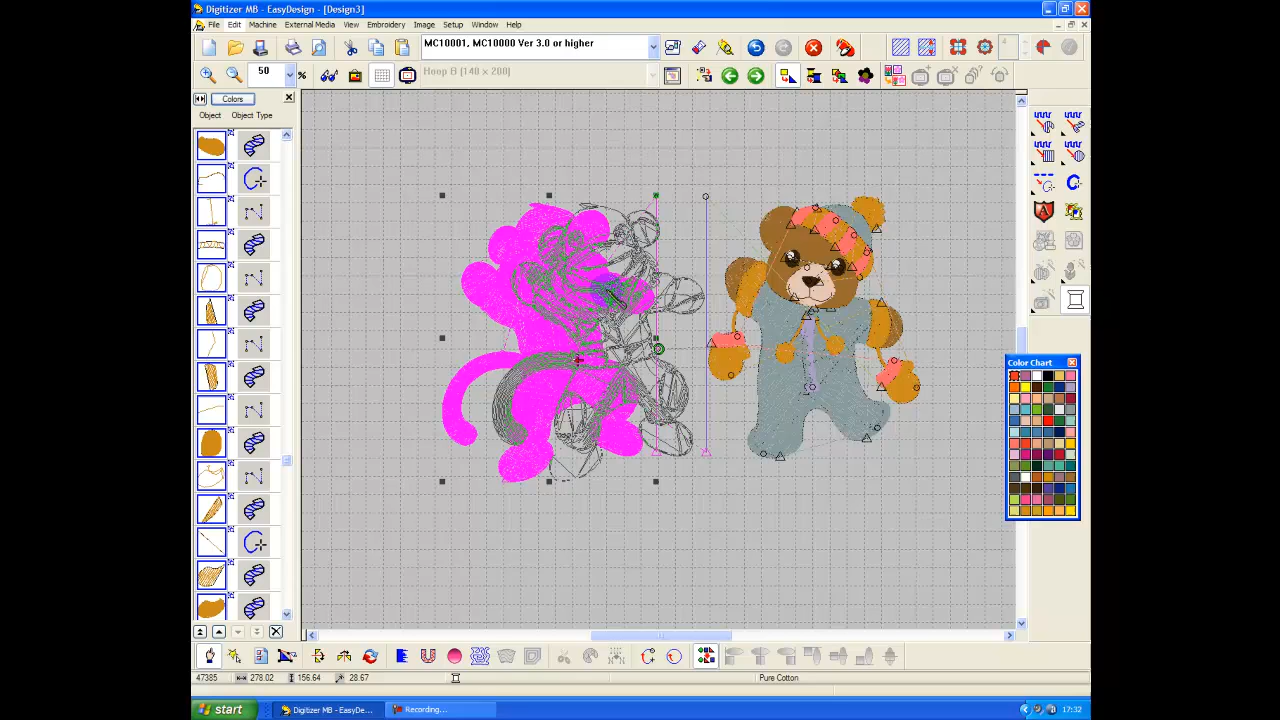 Digitizer MB - EasyDesign - [Design3]
File Edit Machine External Media View Embroidery Image Setup Window Help
MC10001, MC10000 Ver 3.0 or higher
50 % Hoop B (140 x 200)
Colors
Object Object Type
Color Chart
47385 278.02 156.64 28.67 Pure Cotton
start Digitizer MB - EasyDe... Recording... 17:32